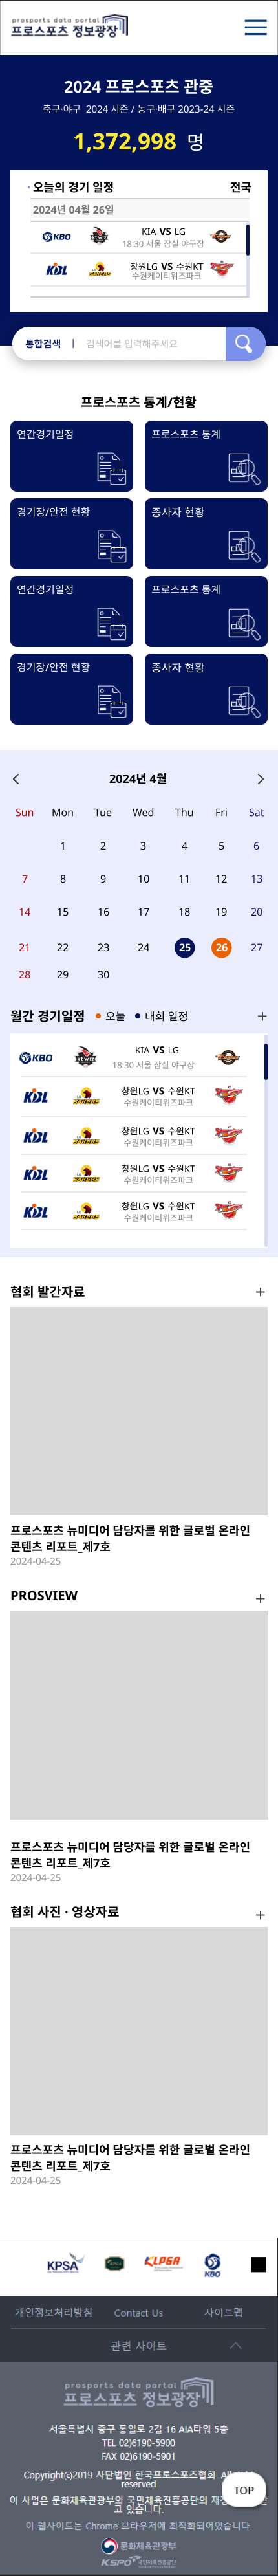 prosports data portal
프로스포츠 정보광장
2024 프로스포츠 관중
축구·야구 2024 시즌 / 농구·배구 2023-24 시즌
1,372,998 명
· 오늘의 경기 일정 전국
2024년 04월 26일
KBO KIA VS LG
18:30 서울 잠실 야구장
KBL 창원LG VS 수원KT
수원케이티위즈파크
통합검색 | 검색어를 입력해주세요
프로스포츠 통계/현황
연간경기일정 프로스포츠 통계
경기장/안전 현황 종사자 현황
연간경기일정 프로스포츠 통계
경기장/안전 현황 종사자 현황
2024년 4월
Sun Mon Tue Wed Thu Fri Sat
1 2 3 4 5 6
7 8 9 10 11 12 13
14 15 16 17 18 19 20
21 22 23 24 25 26 27
28 29 30
월간 경기일정 오늘 대회 일정 +
KBO KIA VS LG
18:30 서울 잠실 야구장
KBL 창원LG VS 수원KT
수원케이티위즈파크
KBL 창원LG VS 수원KT
수원케이티위즈파크
KBL 창원LG VS 수원KT
수원케이티위즈파크
KBL 창원LG VS 수원KT
수원케이티위즈파크
협회 발간자료 +
프로스포츠 뉴미디어 담당자를 위한 글로벌 온라인
콘텐츠 리포트_제7호
2024-04-25
PROSVIEW +
프로스포츠 뉴미디어 담당자를 위한 글로벌 온라인
콘텐츠 리포트_제7호
2024-04-25
협회 사진 · 영상자료 +
프로스포츠 뉴미디어 담당자를 위한 글로벌 온라인
콘텐츠 리포트_제7호
2024-04-25
KPSA KLPGA KBO
개인정보처리방침 Contact Us 사이트맵
관련 사이트
prosports data portal
프로스포츠 정보광장
서울특별시 중구 통일로 2길 16 AIA타워 5층
TEL 02)6190-5900
FAX 02)6190-5901
Copyright(c)2019 사단법인 한국프로스포츠협회. All
reserved
TOP
이 사업은 문화체육관광부와 국민체육진흥공단의
고 있습니다.
이 웹사이트는 Chrome 브라우저에 최적화되어있습니다.
문화체육관광부
KSPO 국민체육진흥공단